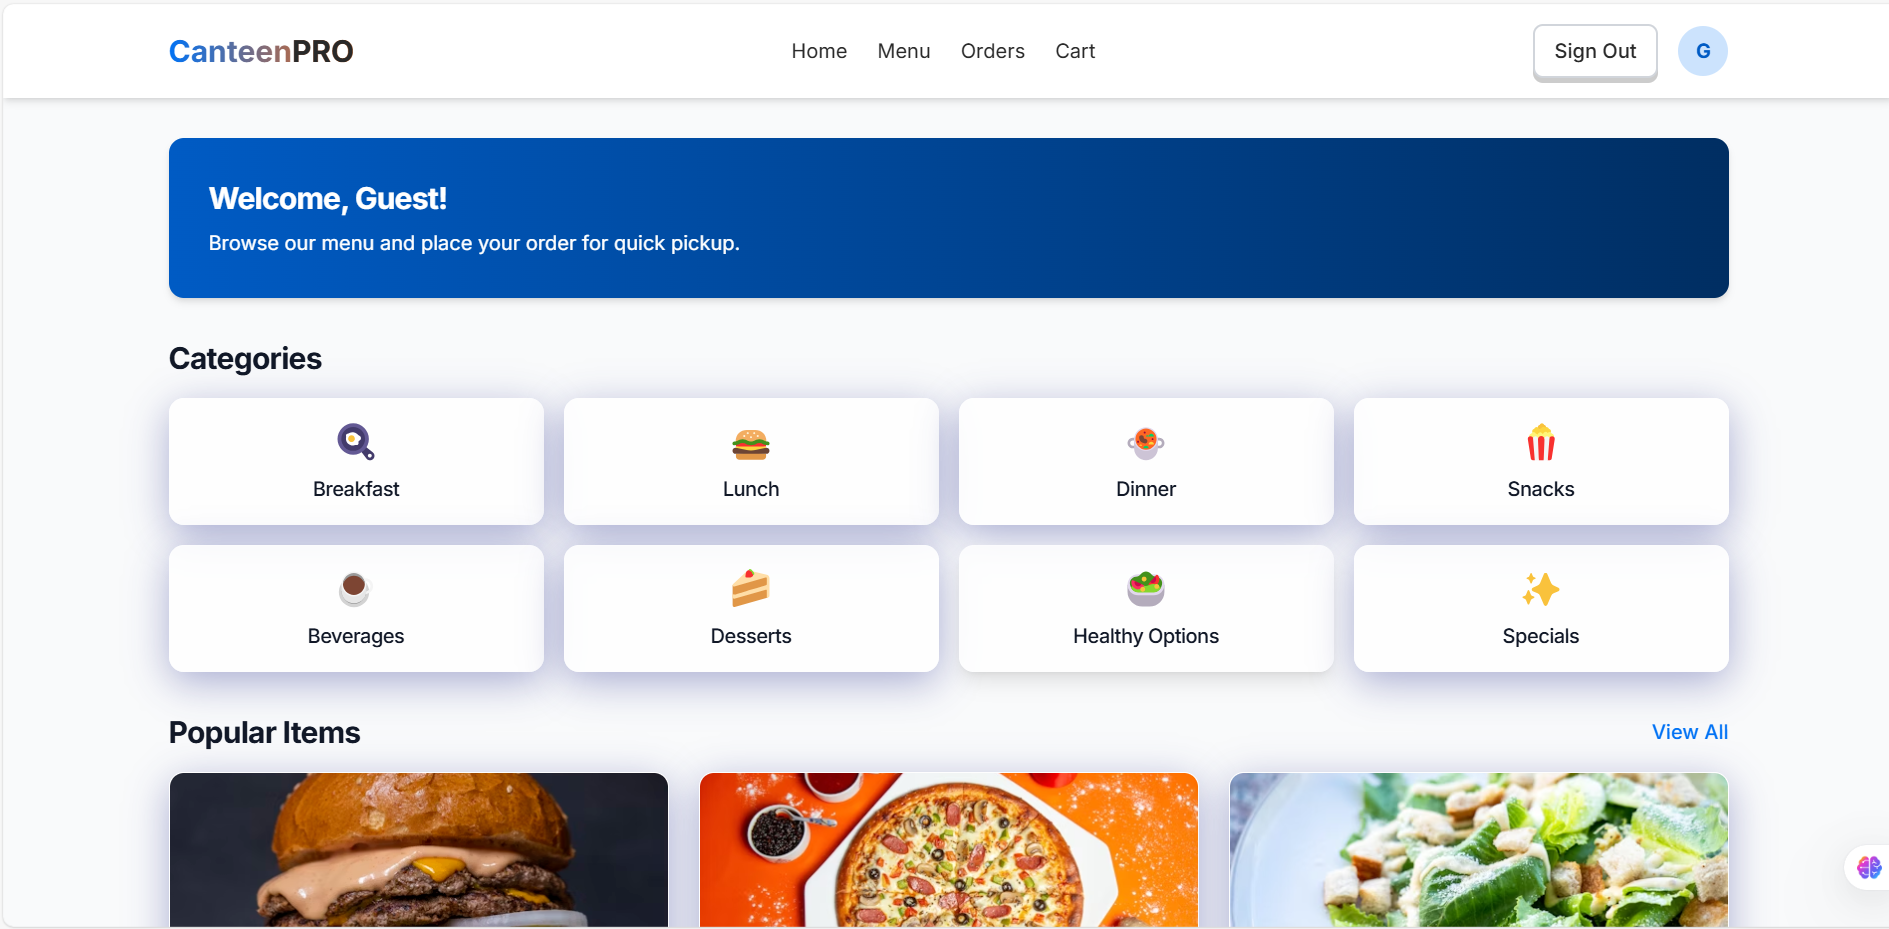 CanteenPRO
Home Menu Orders Cart
Sign Out
G
Welcome, Guest!
Browse our menu and place your order for quick pickup.
Categories
Breakfast
Lunch
Dinner
Snacks
Beverages
Desserts
Healthy Options
Specials
Popular Items
View All